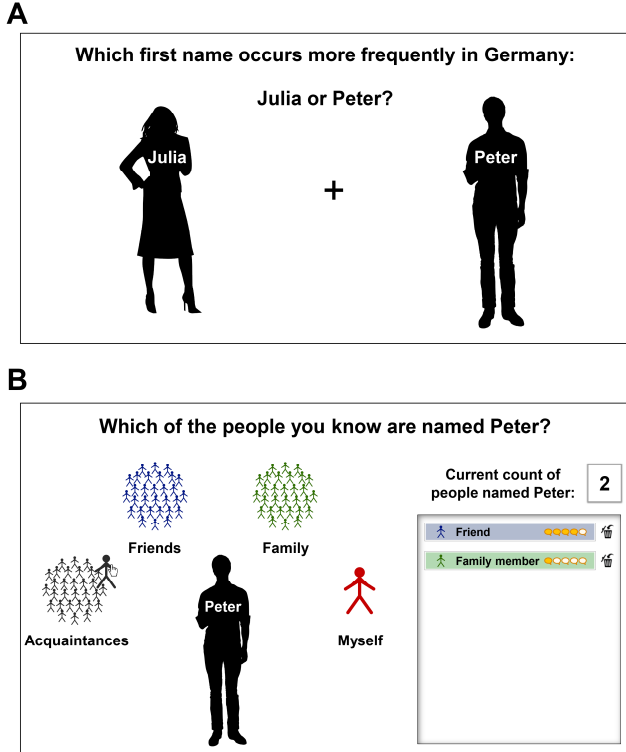 A
Which first name occurs more frequently in Germany:
Julia or Peter?
Julia
+
Peter
B
Which of the people you know are named Peter?
Current count of
people named Peter:
2
Friends
Family
Friend
Family member
Peter
Acquaintances
Myself